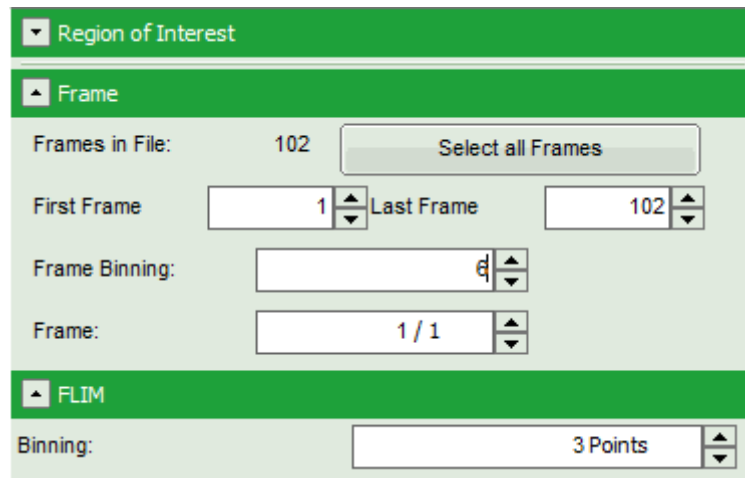 Region of Interest
Frame
Frames in File: 102 Select all Frames
First Frame 1 Last Frame 102
Frame Binning: 6
Frame: 1 / 1
FLIM
Binning: 3 Points